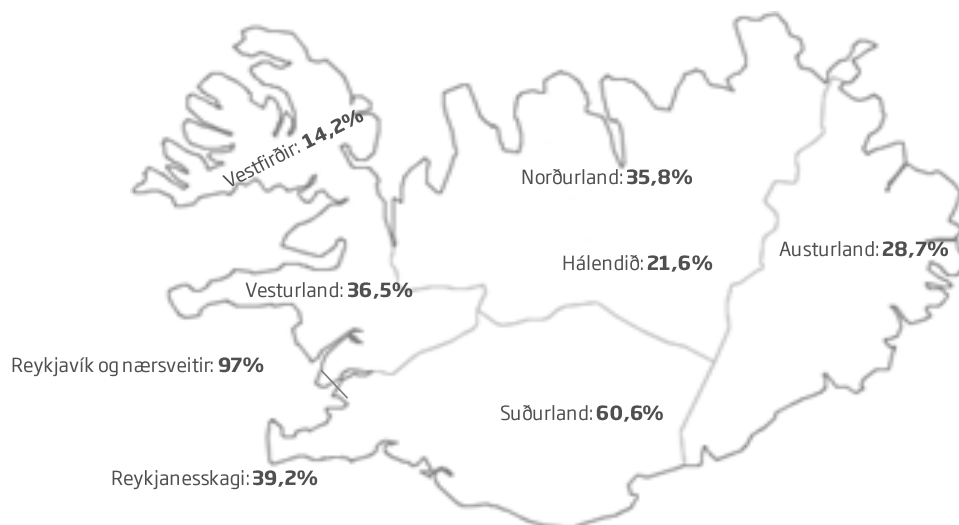 Vestfirðir: 14,2%
Norðurland: 35,8%
Austurland: 28,7%
Hálendið: 21,6%
Vesturland: 36,5%
Reykjavík og nærsveitir: 97%
Suðurland: 60,6%
Reykjanesskagi: 39,2%